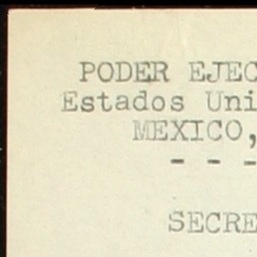 PODER EJEC
Estados Uni
MEXICO,
- - -
SECRE